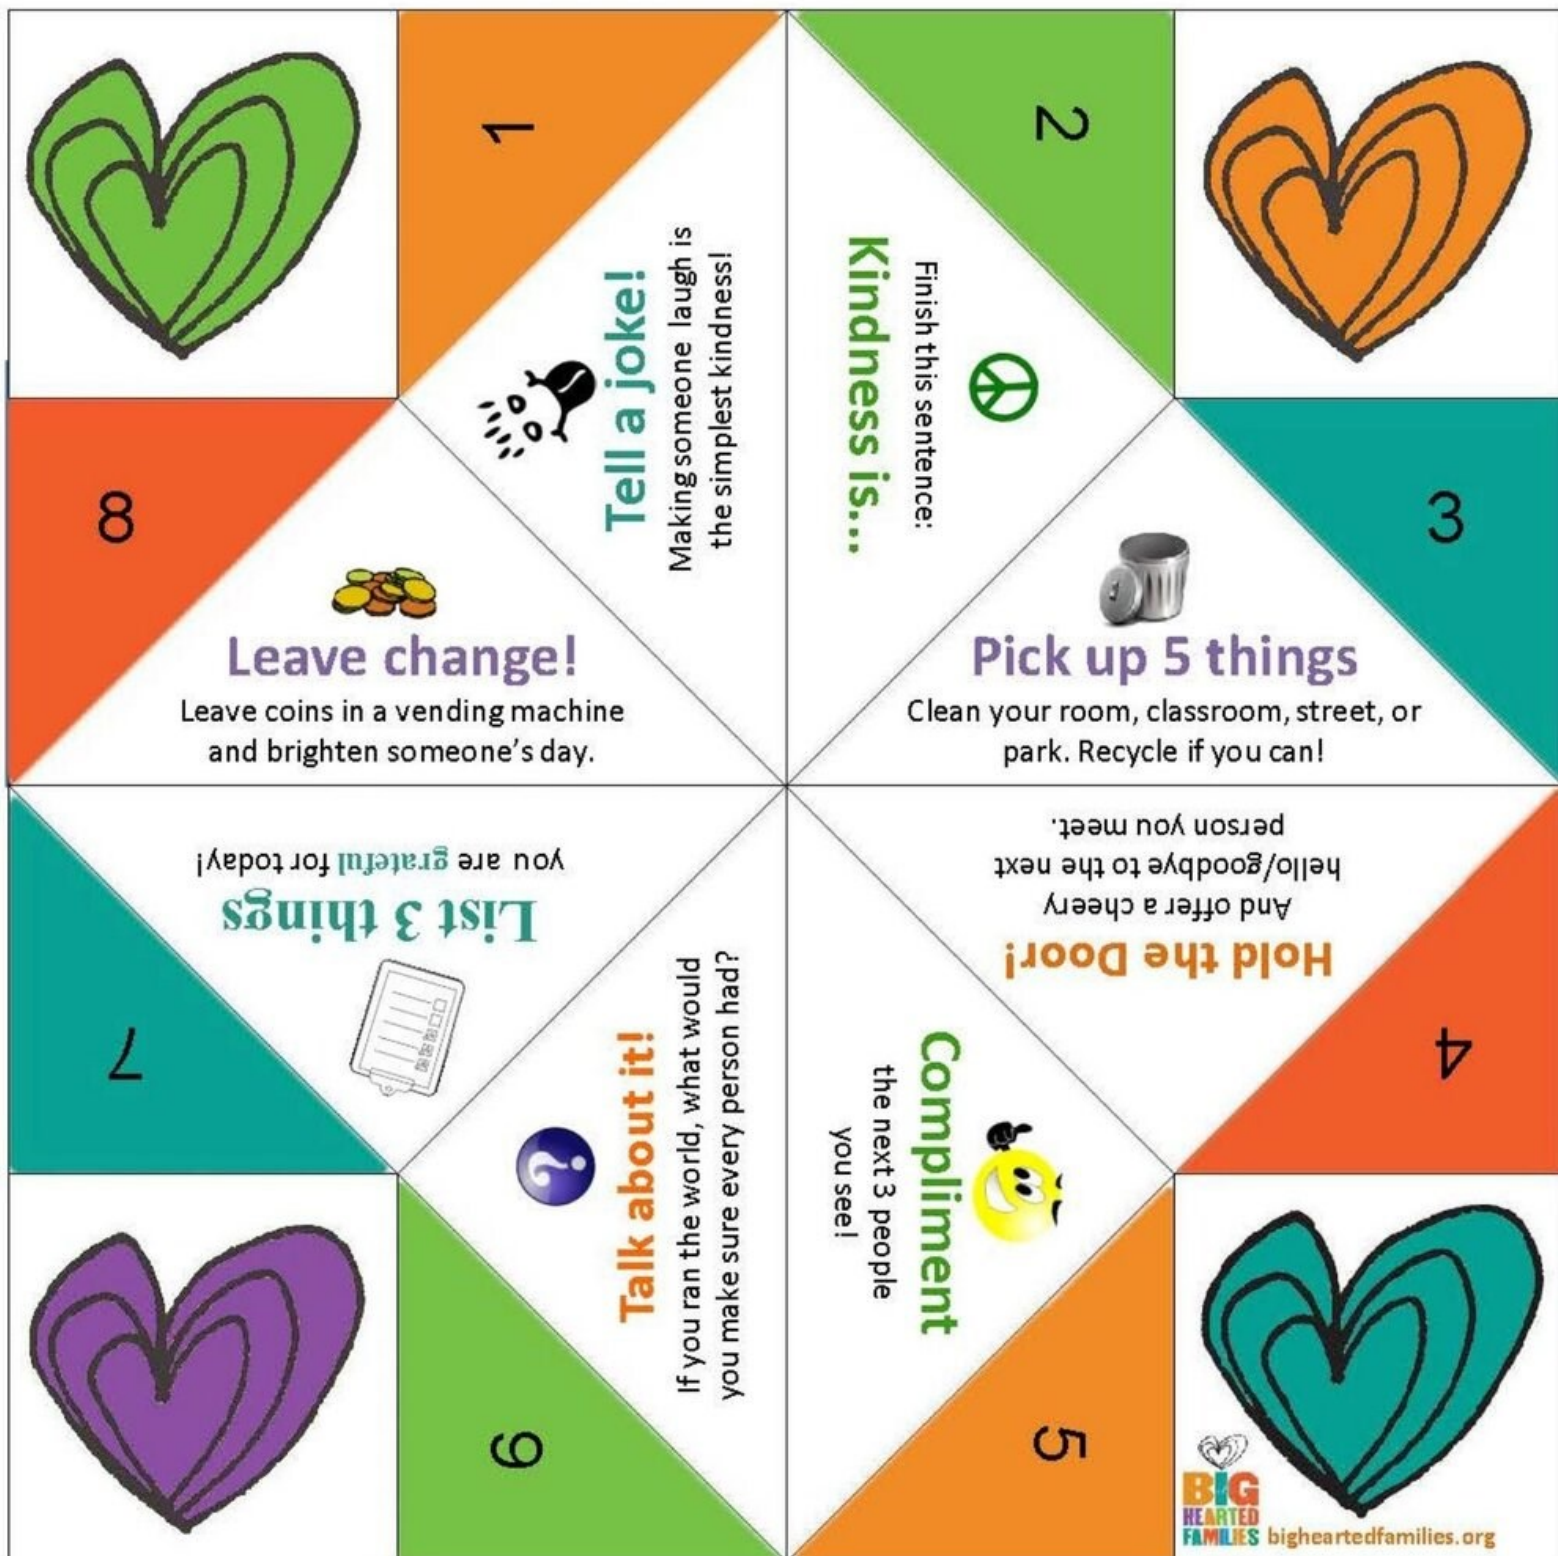 1
Tell a joke!
Making someone laugh is
the simplest kindness!
2
Finish this sentence:
Kindness is...
3
Pick up 5 things
Clean your room, classroom, street, or
park. Recycle if you can!
4
Hold the Door!
And offer a cheery
hello/goodbye to the next
person you meet.
5
Compliment
the next 3 people
you see!
6
Talk about it!
If you ran the world, what would
you make sure every person had?
7
List 3 things
you are grateful for today!
8
Leave change!
Leave coins in a vending machine
and brighten someone's day.
BIG
HEARTED
FAMILIES
bigheartedfamilies.org